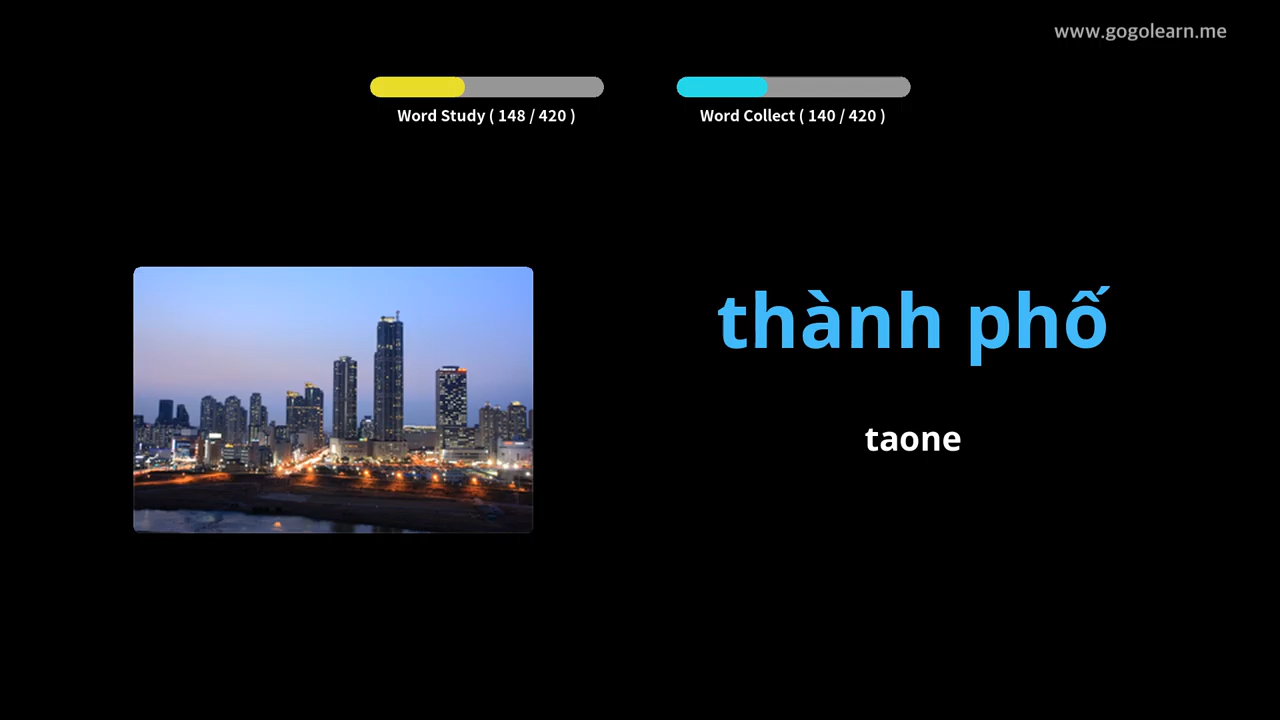 www.gogolearn.me
Word Study ( 148 / 420 )
Word Collect ( 140 / 420 )
thành phố
taone